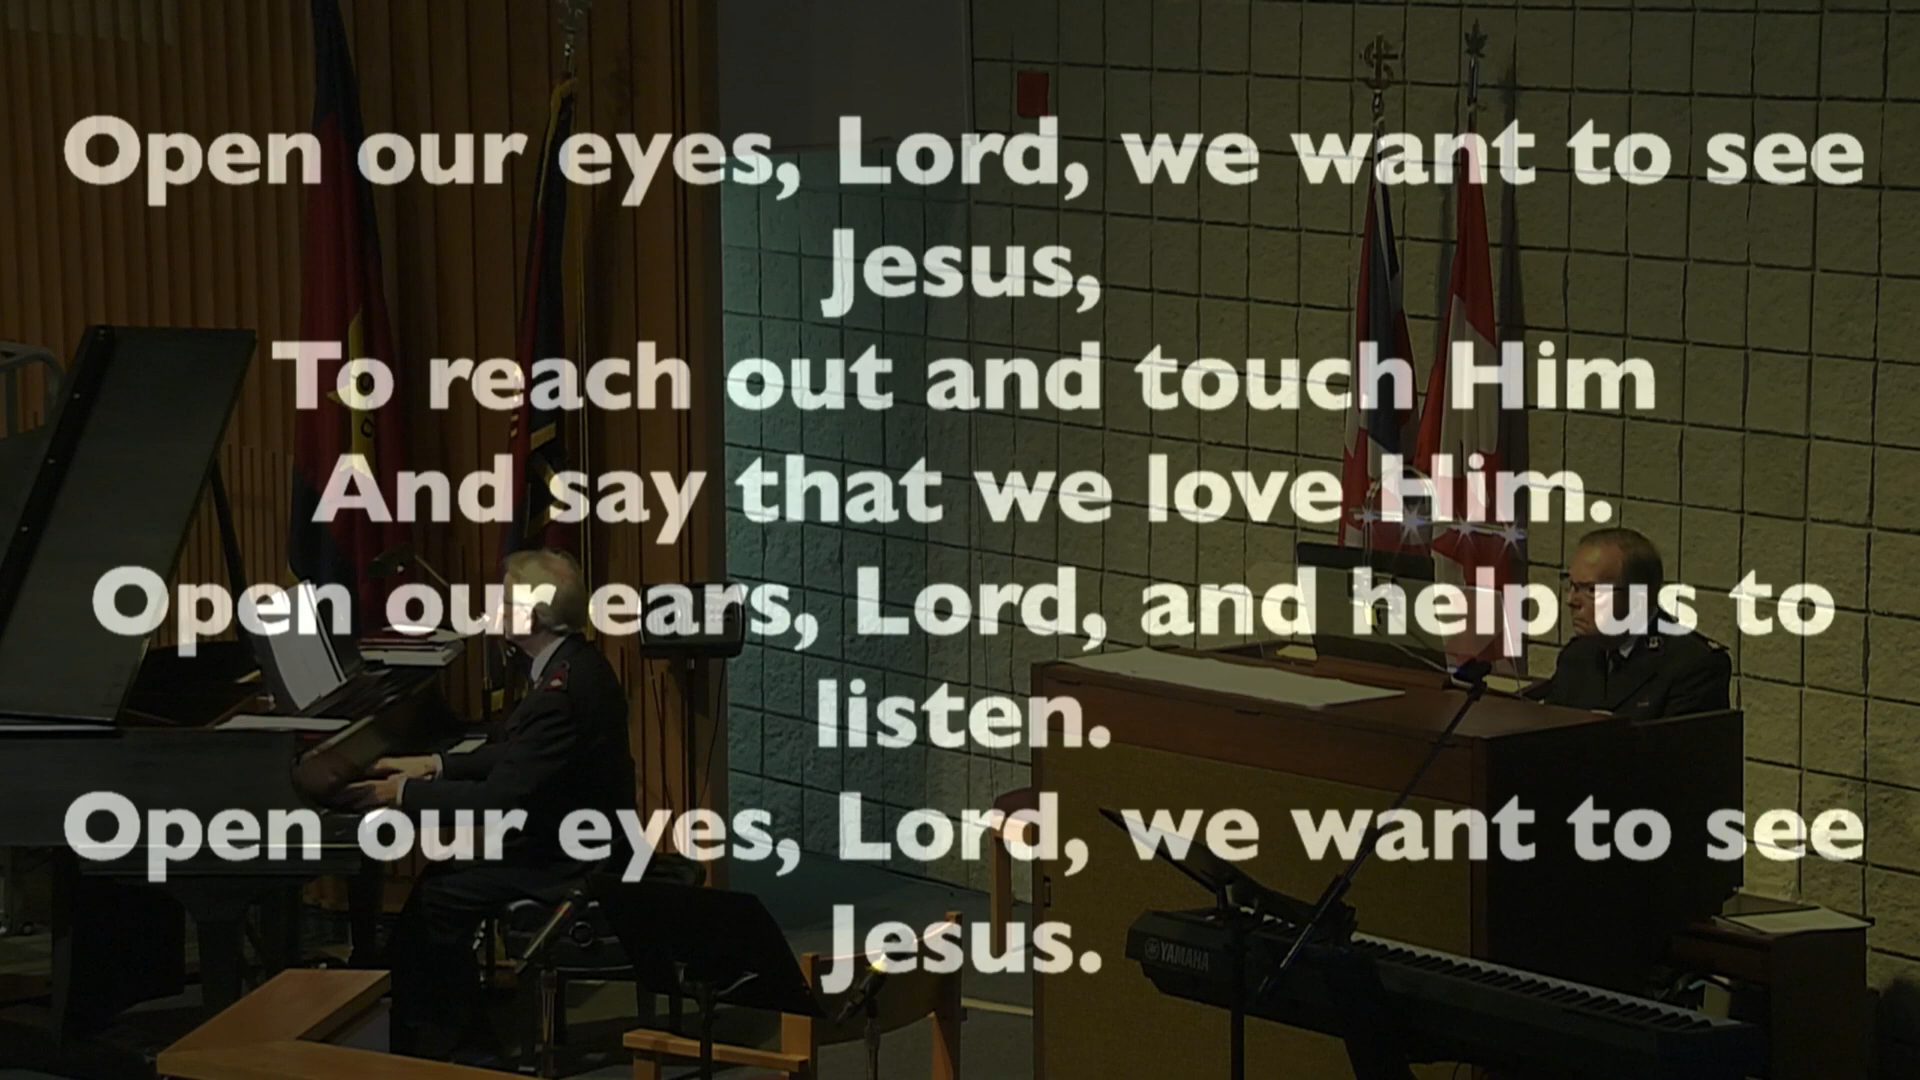 Open our eyes, Lord, we want to see
Jesus,
To reach out and touch Him
And say that we love Him.
Open our ears, Lord, and help us to
listen.
Open our eyes, Lord, we want to see
Jesus.
YAMAHA